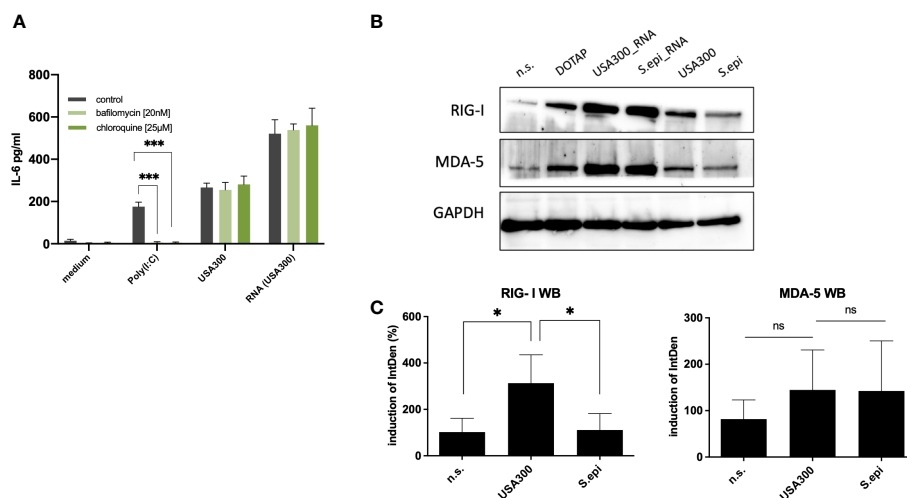 A
IL-6 pg/ml
800
600
400
200
0
control
bafilomycin [20nM]
chloroquine [25µM]
***
***
medium
Poly(I:C)
USA300
RNA (USA300)
B
n.s.
DOTAP
USA300_RNA
S.epi_RNA
USA300
S.epi
RIG-I
MDA-5
GAPDH
C
RIG- I WB
induction of IntDen (%)
600
400
200
0
*
*
n.s.
USA300
S.epi
MDA-5 WB
induction of IntDen
300
200
100
0
ns
ns
n.s.
USA300
S.epi